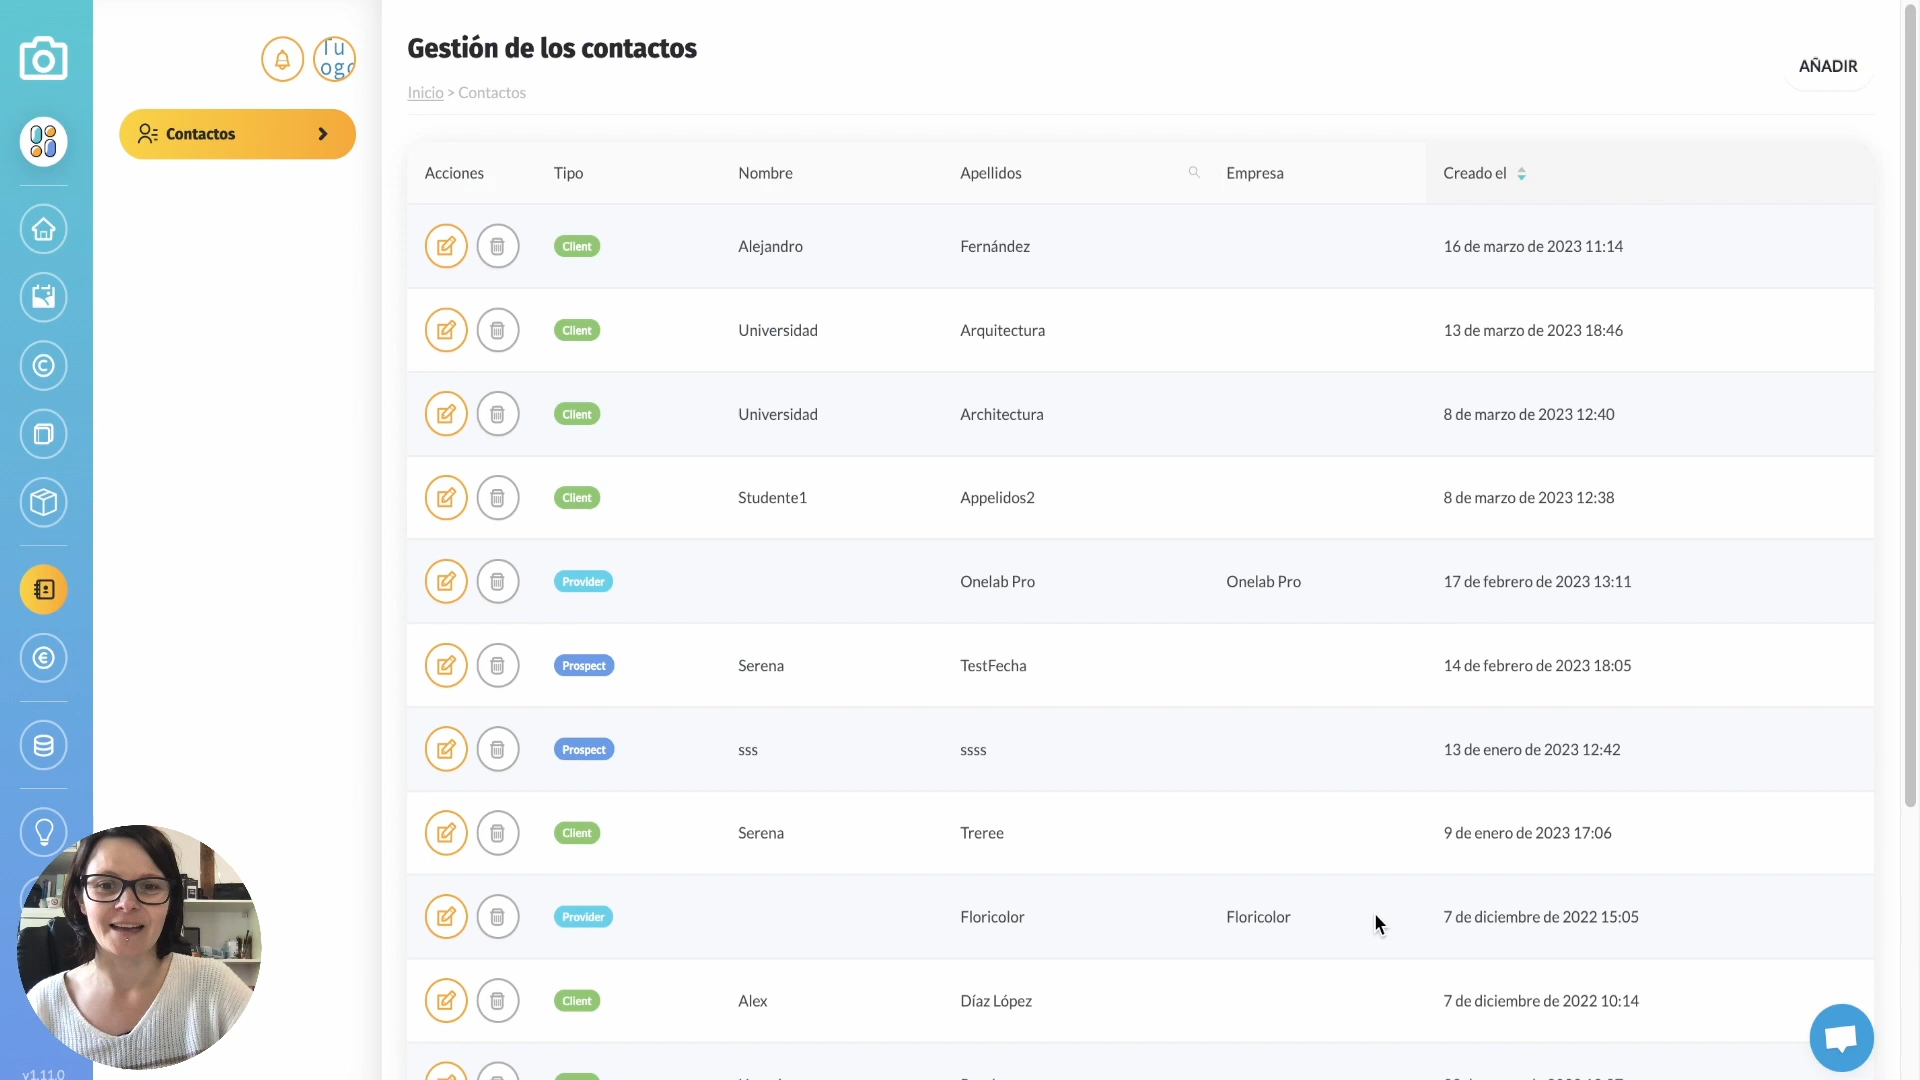 Gestión de los contactos
AÑADIR
Inicio > Contactos
Contactos
Acciones Tipo Nombre Apellidos Empresa Creado el
Client Alejandro Fernández 16 de marzo de 2023 11:14
Client Universidad Arquitectura 13 de marzo de 2023 18:46
Client Universidad Architectura 8 de marzo de 2023 12:40
Client Studente1 Appelidos2 8 de marzo de 2023 12:38
Provider Onelab Pro Onelab Pro 17 de febrero de 2023 13:11
Prospect Serena TestFecha 14 de febrero de 2023 18:05
Prospect sss ssss 13 de enero de 2023 12:42
Client Serena Treree 9 de enero de 2023 17:06
Provider Floricolor Floricolor 7 de diciembre de 2022 15:05
Client Alex Díaz López 7 de diciembre de 2022 10:14
v1.11.0